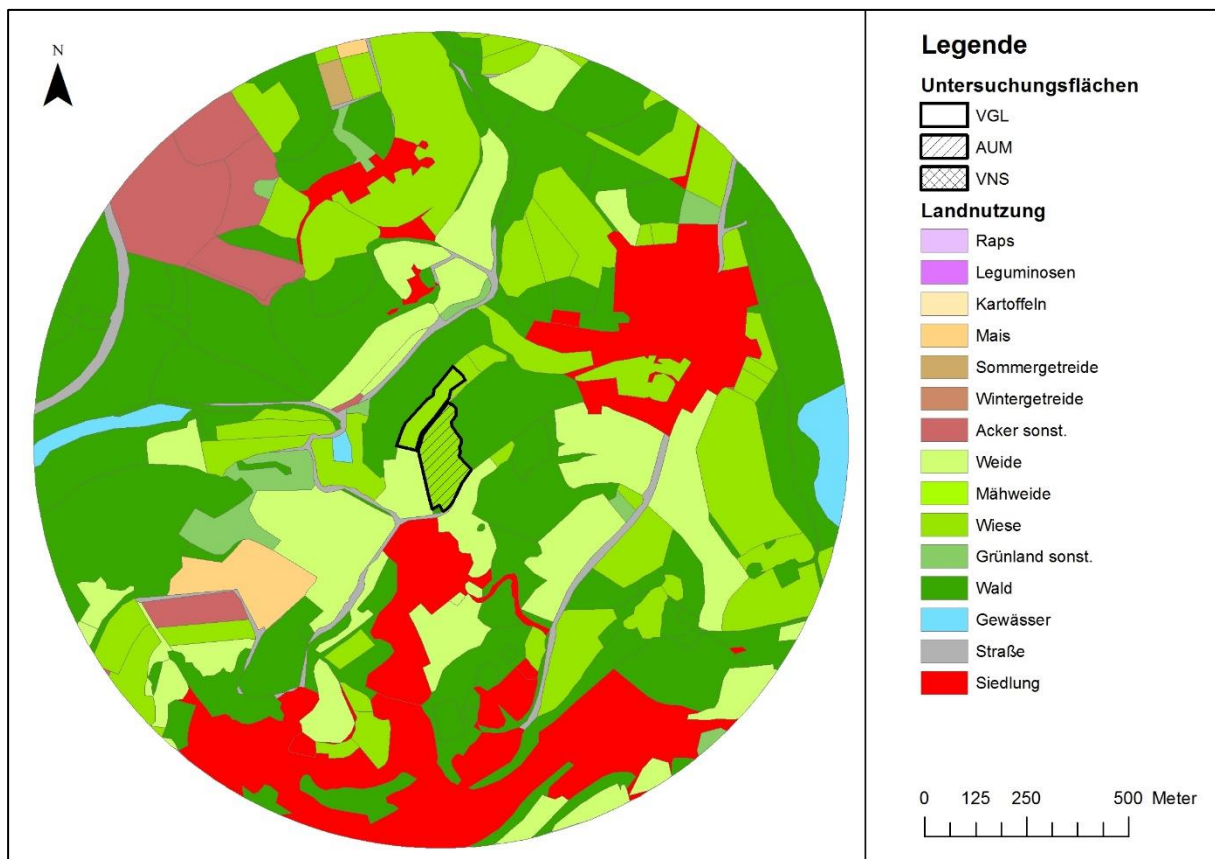 N
Legende
Untersuchungsflächen
VGL
AUM
VNS
Landnutzung
Raps
Leguminosen
Kartoffeln
Mais
Sommergetreide
Wintergetreide
Acker sonst.
Weide
Mähweide
Wiese
Grünland sonst.
Wald
Gewässer
Straße
Siedlung
0 125 250 500 Meter